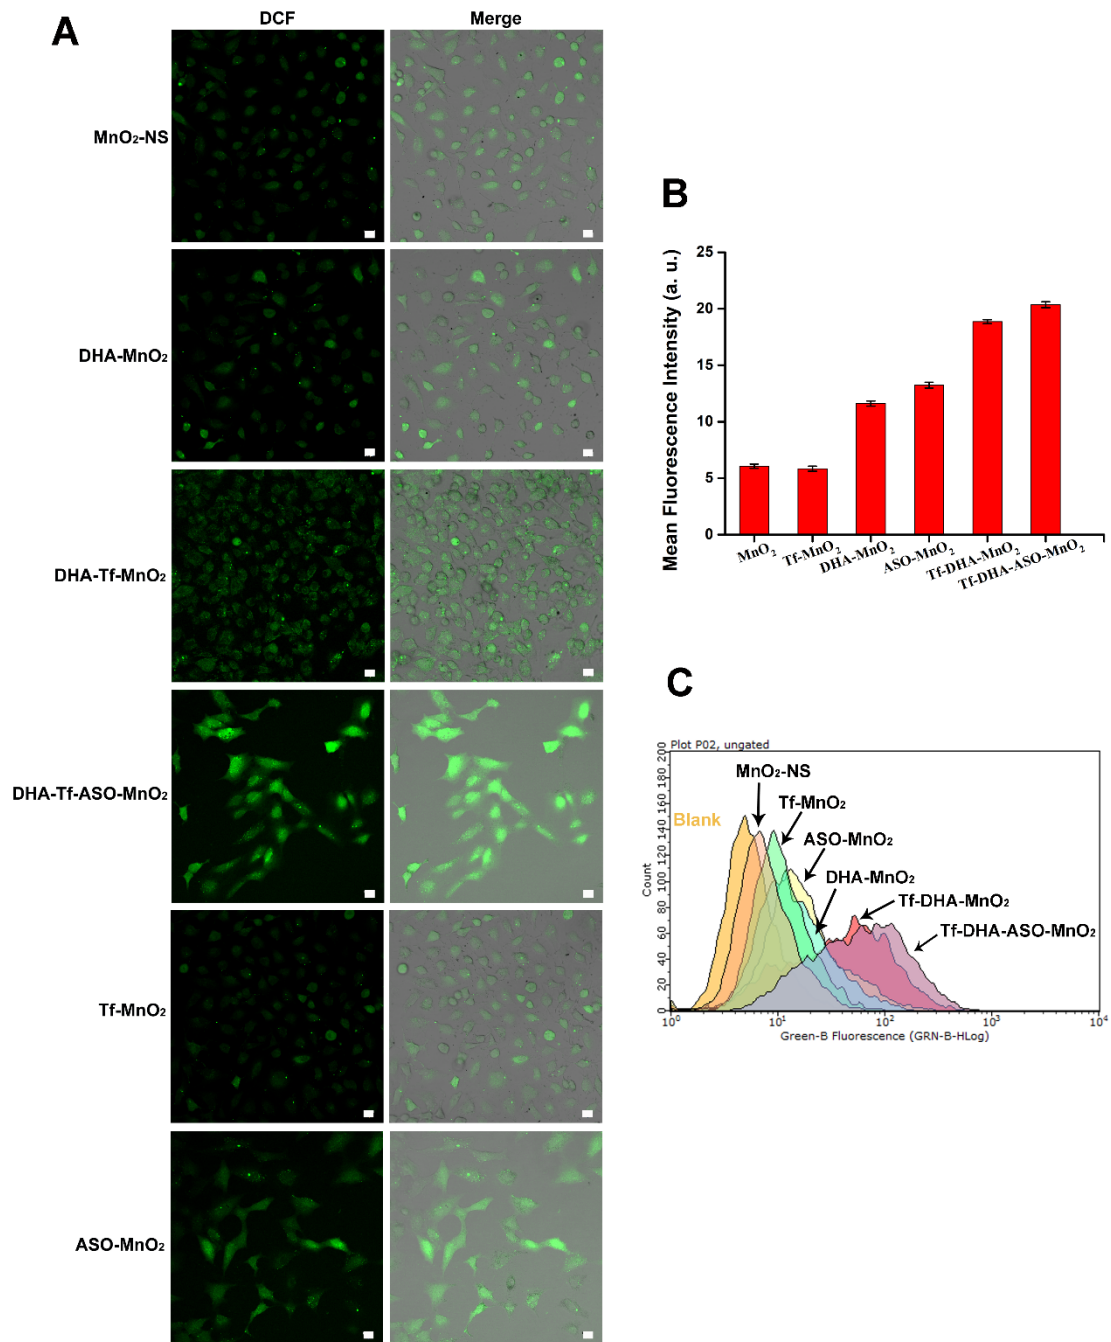 A
DCF
Merge
MnO₂-NS
DHA-MnO₂
DHA-Tf-MnO₂
DHA-Tf-ASO-MnO₂
Tf-MnO₂
ASO-MnO₂
B
Mean Fluorescence Intensity (a. u.)
25
20
15
10
5
0
MnO₂
Tf-MnO₂
DHA-MnO₂
ASO-MnO₂
Tf-DHA-MnO₂
Tf-DHA-ASO-MnO₂
C
Plot P02, ungated
Count
200
180
160
140
120
100
80
60
40
20
0
Blank
MnO₂-NS
Tf-MnO₂
ASO-MnO₂
DHA-MnO₂
Tf-DHA-MnO₂
Tf-DHA-ASO-MnO₂
10⁰
10¹
10²
10³
10⁴
Green-B Fluorescence (GRN-B-HLog)